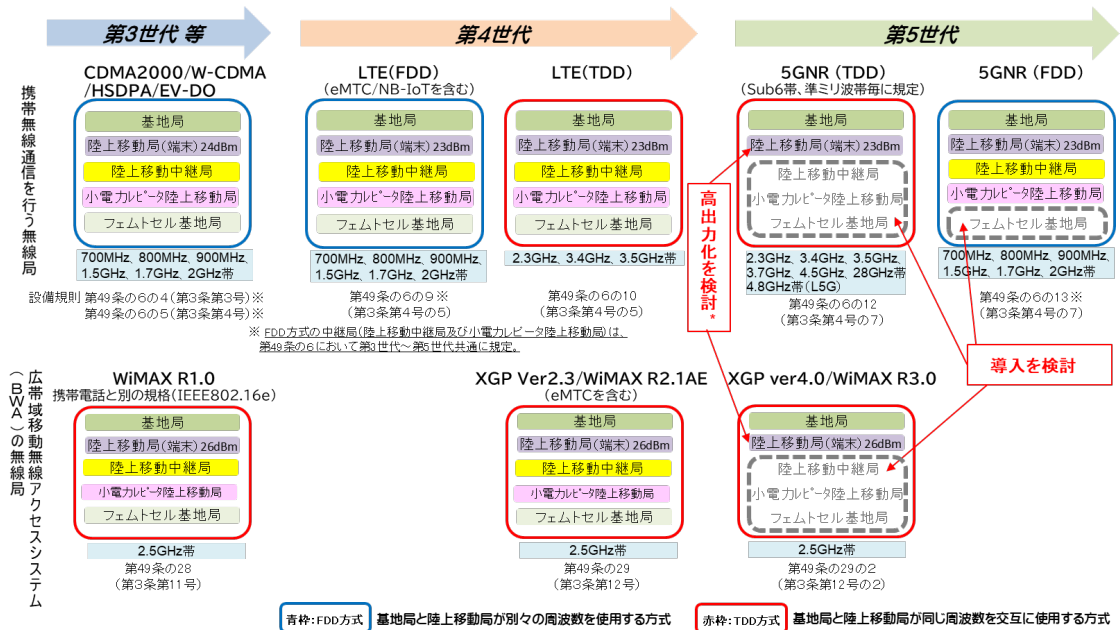 第3世代 等
第4世代
第5世代
携帯無線通信を行う無線局
CDMA2000/W-CDMA
/HSDPA/EV-DO
基地局
陸上移動局(端末) 24dBm
陸上移動中継局
小電力レピータ陸上移動局
フェムトセル基地局
700MHz、800MHz、900MHz、
1.5GHz、1.7GHz、2GHz帯
設備規則 第49条の6の4(第3条第3号)※
第49条の6の5(第3条第4号)※
LTE(FDD)
(eMTC/NB-IoTを含む)
基地局
陸上移動局(端末) 23dBm
陸上移動中継局
小電力レピータ陸上移動局
フェムトセル基地局
700MHz、800MHz、900MHz、
1.5GHz、1.7GHz、2GHz帯
第49条の6の9※
(第3条第4号の5)
LTE(TDD)
基地局
陸上移動局(端末) 23dBm
陸上移動中継局
小電力レピータ陸上移動局
フェムトセル基地局
2.3GHz、3.4GHz、3.5GHz帯
第49条の6の10
(第3条第4号の5)
※ FDD方式の中継局(陸上移動中継局及び小電力レピータ陸上移動局)は、
第49条の6において第3世代~第5世代共通に規定。
5GNR (TDD)
(Sub6帯、準ミリ波帯毎に規定)
基地局
陸上移動局(端末) 23dBm
陸上移動中継局
小電力レピータ陸上移動局
フェムトセル基地局
2.3GHz、3.4GHz、3.5GHz、
3.7GHz、4.5GHz、28GHz帯
4.8GHz帯(L5G)
第49条の6の12
(第3条第4号の7)
5GNR (FDD)
基地局
陸上移動局(端末) 23dBm
陸上移動中継局
小電力レピータ陸上移動局
フェムトセル基地局
700MHz、800MHz、900MHz、
1.5GHz、1.7GHz、2GHz帯
第49条の6の13※
(第3条第4号の7)
高出力化を検討*
導入を検討
広帯域移動無線アクセスシステム
(BWA)の無線局
WiMAX R1.0
携帯電話と別の規格(IEEE802.16e)
基地局
陸上移動局(端末) 26dBm
陸上移動中継局
小電力レピータ陸上移動局
フェムトセル基地局
2.5GHz帯
第49条の28
(第3条第11号)
XGP Ver2.3/WiMAX R2.1AE
(eMTCを含む)
基地局
陸上移動局(端末) 26dBm
陸上移動中継局
小電力レピータ陸上移動局
フェムトセル基地局
2.5GHz帯
第49条の29
(第3条第12号)
XGP ver4.0/WiMAX R3.0
基地局
陸上移動局(端末) 26dBm
陸上移動中継局
小電力レピータ陸上移動局
フェムトセル基地局
2.5GHz帯
第49条の29の2
(第3条第12号の2)
青枠:FDD方式 基地局と陸上移動局が別々の周波数を使用する方式
赤枠:TDD方式 基地局と陸上移動局が同じ周波数を交互に使用する方式